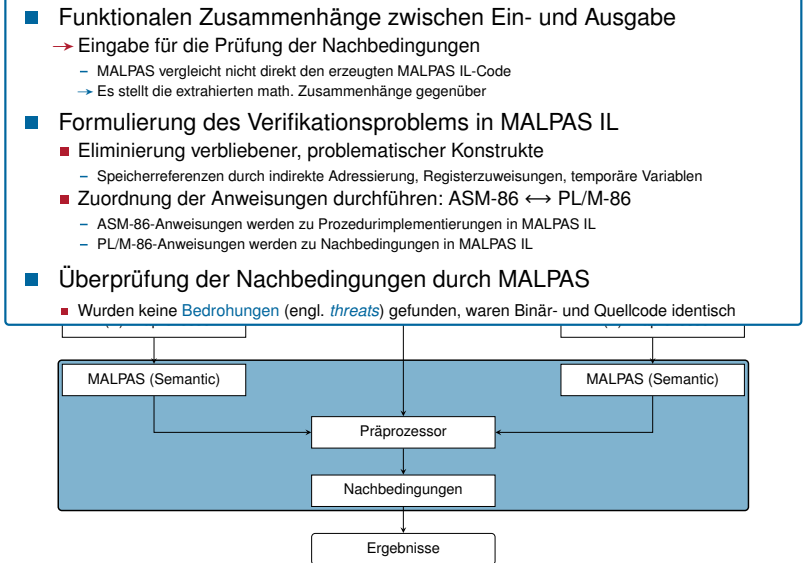 Funktionalen Zusammenhänge zwischen Ein- und Ausgabe
→ Eingabe für die Prüfung der Nachbedingungen
– MALPAS vergleicht nicht direkt den erzeugten MALPAS IL-Code
→ Es stellt die extrahierten math. Zusammenhänge gegenüber
Formulierung des Verifikationsproblems in MALPAS IL
Eliminierung verbliebener, problematischer Konstrukte
– Speicherreferenzen durch indirekte Adressierung, Registerzuweisungen, temporäre Variablen
Zuordnung der Anweisungen durchführen: ASM-86 ⟷ PL/M-86
– ASM-86-Anweisungen werden zu Prozedurimplementierungen in MALPAS IL
– PL/M-86-Anweisungen werden zu Nachbedingungen in MALPAS IL
Überprüfung der Nachbedingungen durch MALPAS
Wurden keine Bedrohungen (engl. threats) gefunden, waren Binär- und Quellcode identisch
MALPAS (Semantic)
MALPAS (Semantic)
Präprozessor
Nachbedingungen
Ergebnisse